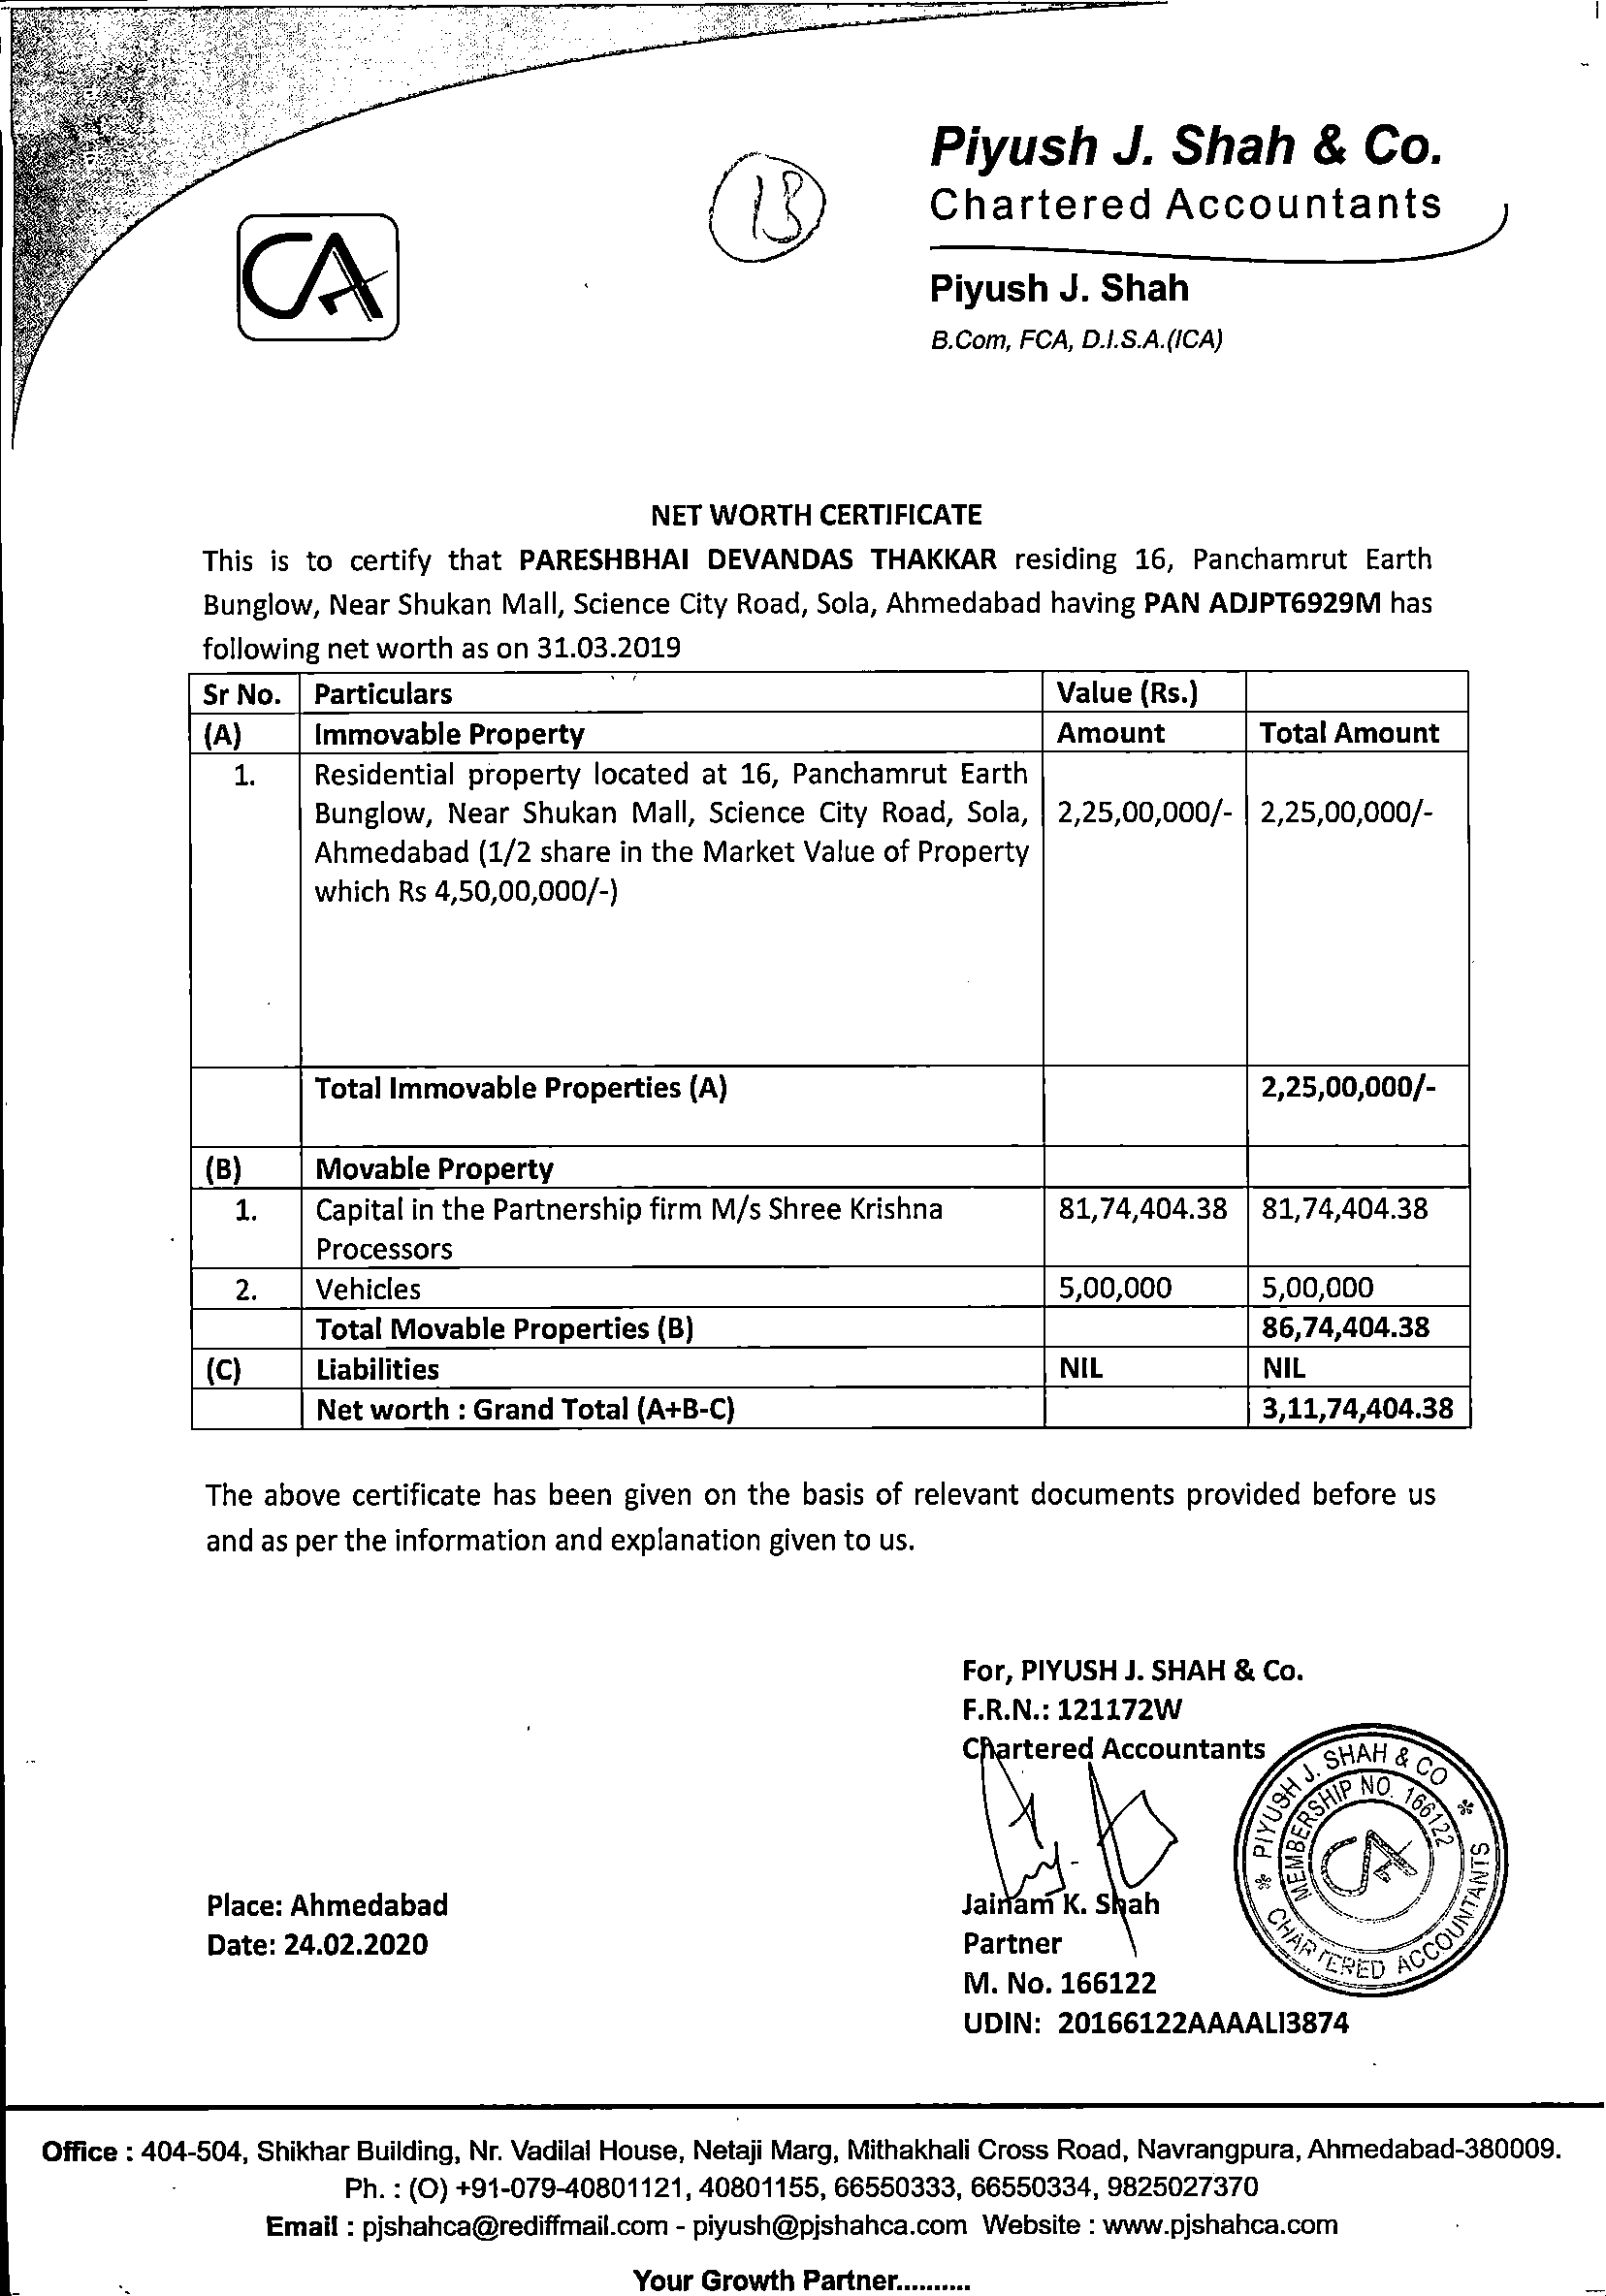 Piyush J. Shah & Co.
Chartered Accountants
13
CA
Piyush J. Shah
B.Com, FCA, D.I.S.A.(ICA)
NET WORTH CERTIFICATE
This is to certify that PARESHBHAI DEVANDAS THAKKAR residing 16, Panchamrut Earth
Bunglow, Near Shukan Mall, Science City Road, Sola, Ahmedabad having PAN ADJPT6929M has
following net worth as on 31.03.2019
Sr No. Particulars Value (Rs.)
(A) Immovable Property Amount Total Amount
1. Residential property located at 16, Panchamrut Earth
Bunglow, Near Shukan Mall, Science City Road, Sola, 2,25,00,000/- 2,25,00,000/-
Ahmedabad (1/2 share in the Market Value of Property
which Rs 4,50,00,000/-)
Total Immovable Properties (A) 2,25,00,000/-
(B) Movable Property
1. Capital in the Partnership firm M/s Shree Krishna 81,74,404.38 81,74,404.38
Processors
2. Vehicles 5,00,000 5,00,000
Total Movable Properties (B) 86,74,404.38
(C) Liabilities NIL NIL
Net worth : Grand Total (A+B-C) 3,11,74,404.38
The above certificate has been given on the basis of relevant documents provided before us
and as per the information and explanation given to us.
For, PIYUSH J. SHAH & Co.
F.R.N.: 121172W
Chartered Accountants
PIYUSH J. SHAH & CO
MEMBERSHIP NO. 166122
CA
CHARTERED ACCOUNTANTS
Place: Ahmedabad
Date: 24.02.2020
Jainam K. Shah
Partner
M. No. 166122
UDIN: 20166122AAAALI3874
Office : 404-504, Shikhar Building, Nr. Vadilal House, Netaji Marg, Mithakhali Cross Road, Navrangpura, Ahmedabad-380009.
Ph. : (O) +91-079-40801121, 40801155, 66550333, 66550334, 9825027370
Email : pjshahca@rediffmail.com - piyush@pjshahca.com Website : www.pjshahca.com
Your Growth Partner..........